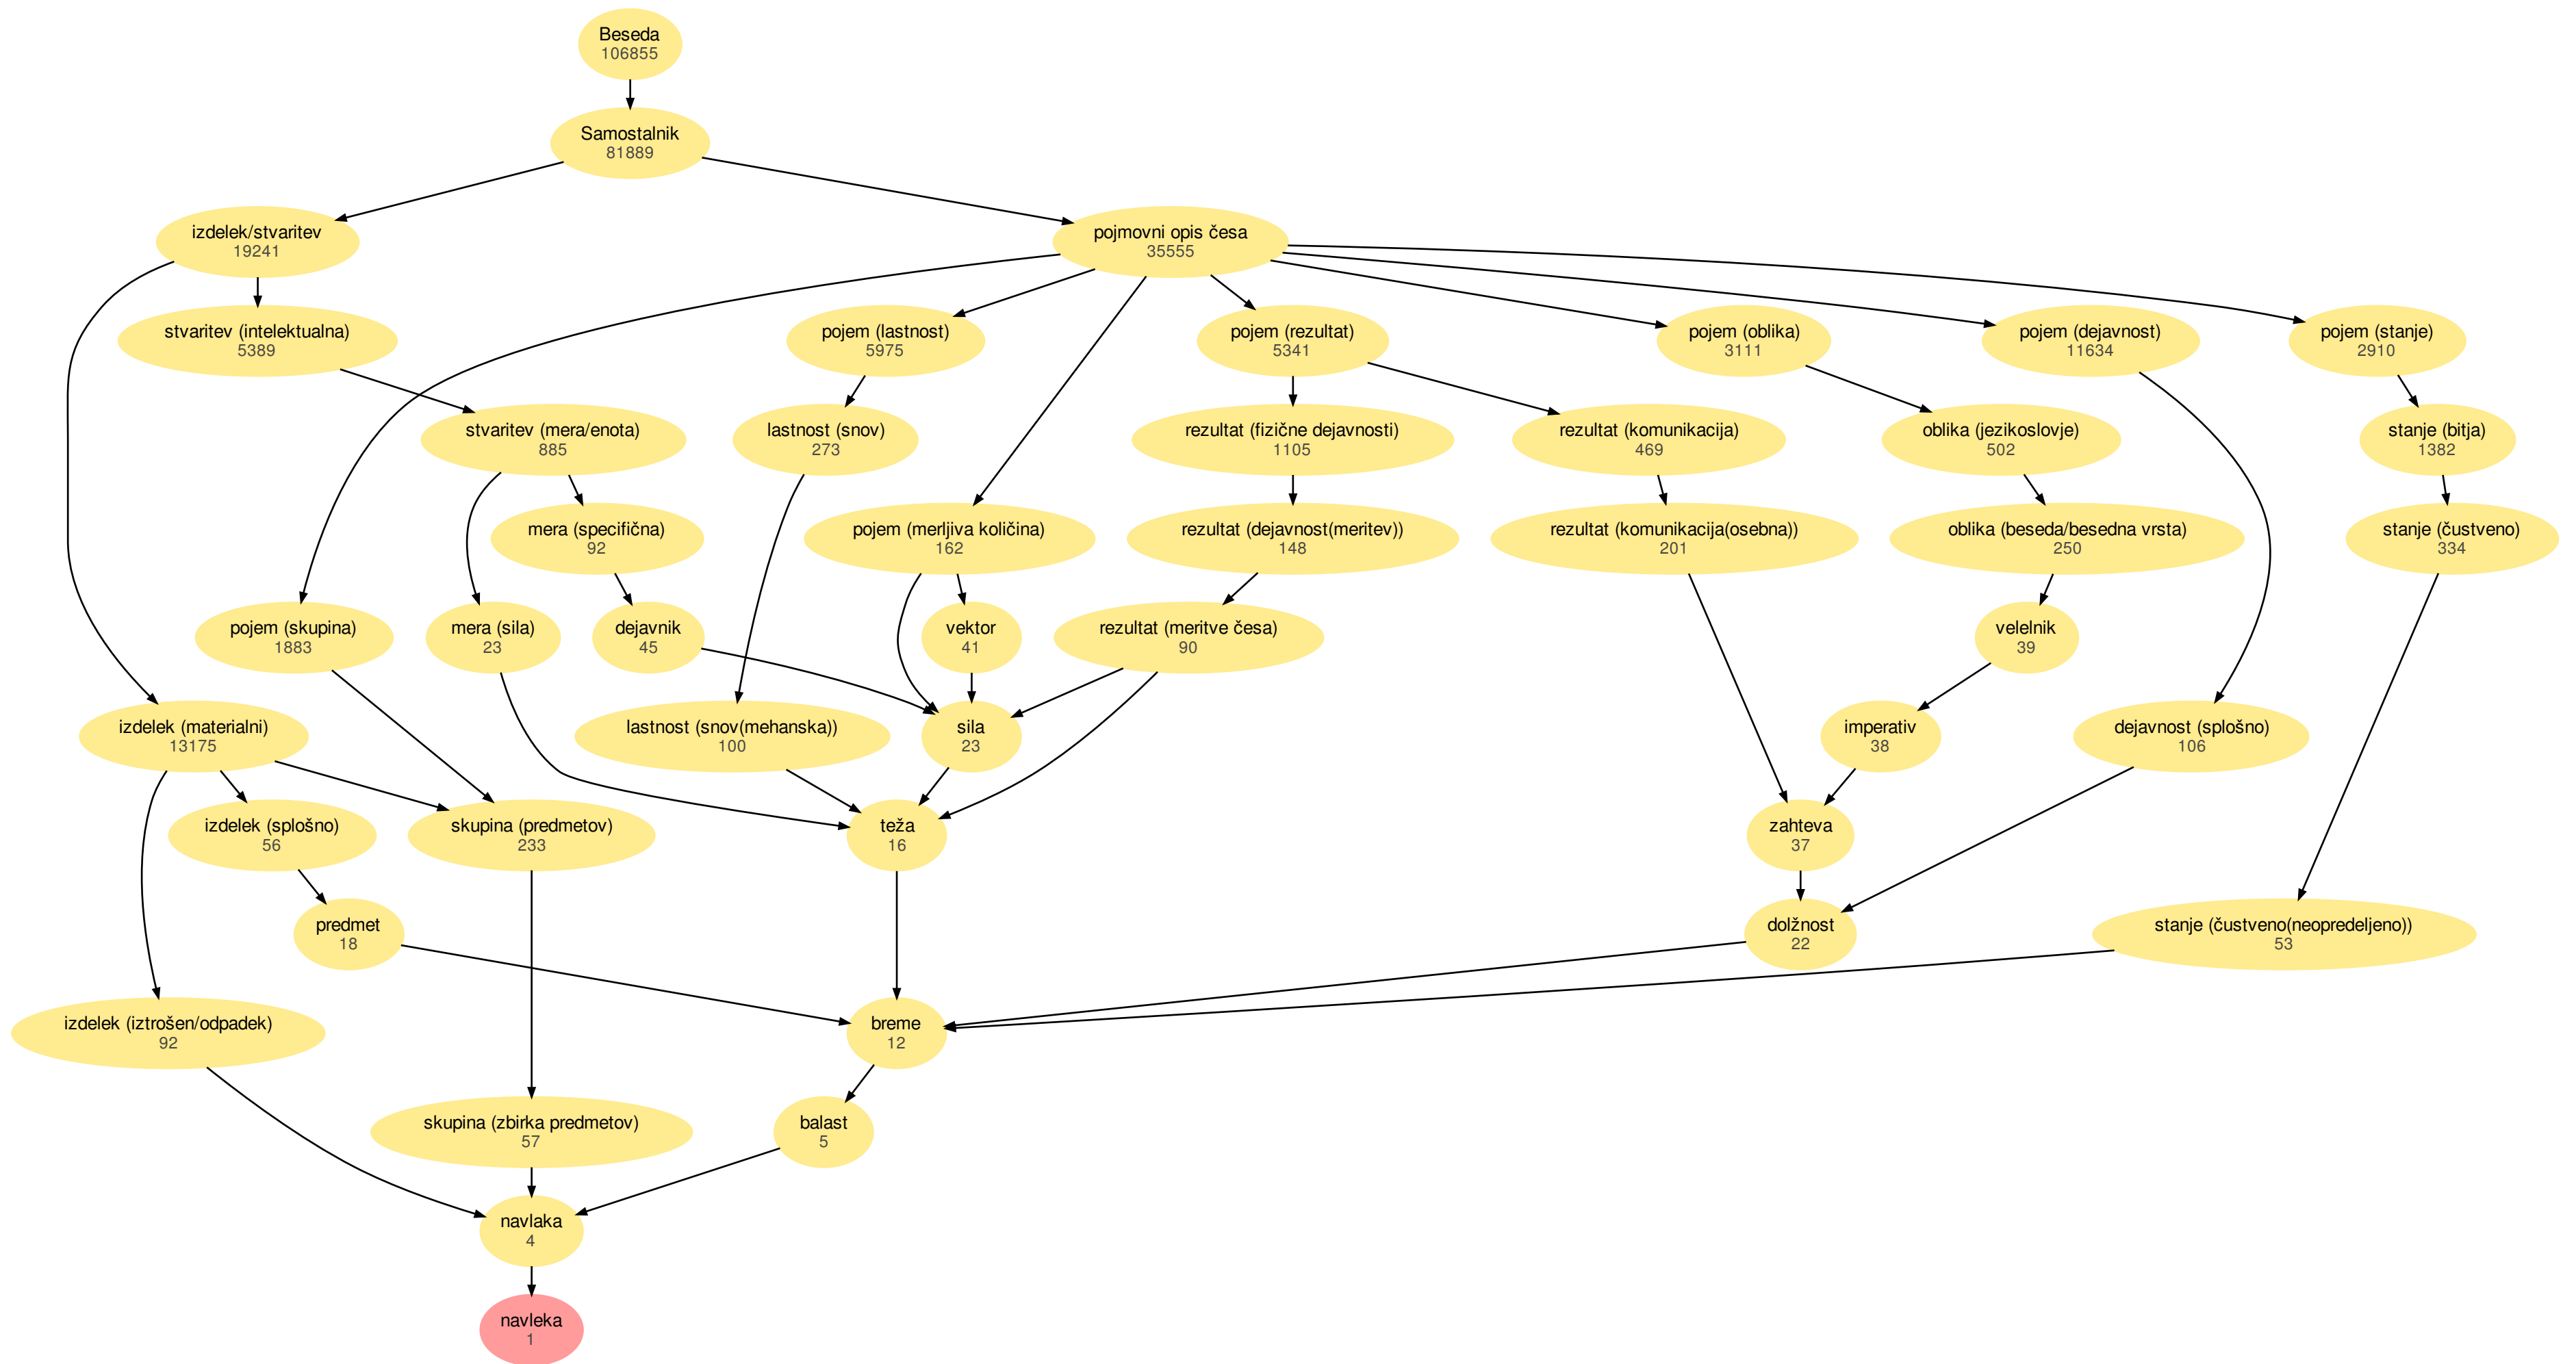 Beseda
106855
Samostalnik
81889
izdelek/stvaritev
19241
pojmovni opis česa
35555
stvaritev (intelektualna)
5389
pojem (lastnost)
5975
pojem (rezultat)
5341
pojem (oblika)
3111
pojem (dejavnost)
11634
pojem (stanje)
2910
stvaritev (mera/enota)
885
lastnost (snov)
273
rezultat (fizične dejavnosti)
1105
rezultat (komunikacija)
469
oblika (jezikoslovje)
502
stanje (bitja)
1382
mera (specifična)
92
pojem (merljiva količina)
162
rezultat (dejavnost(meritev))
148
rezultat (komunikacija(osebna))
201
oblika (beseda/besedna vrsta)
250
stanje (čustveno)
334
pojem (skupina)
1883
mera (sila)
23
dejavnik
45
vektor
41
rezultat (meritve česa)
90
velelnik
39
izdelek (materialni)
13175
lastnost (snov(mehanska))
100
sila
23
imperativ
38
dejavnost (splošno)
106
izdelek (splošno)
56
skupina (predmetov)
233
teža
16
zahteva
37
predmet
18
dolžnost
22
stanje (čustveno(neopredeljeno))
53
izdelek (iztrošen/odpadek)
92
breme
12
skupina (zbirka predmetov)
57
balast
5
navlaka
4
navleka
1